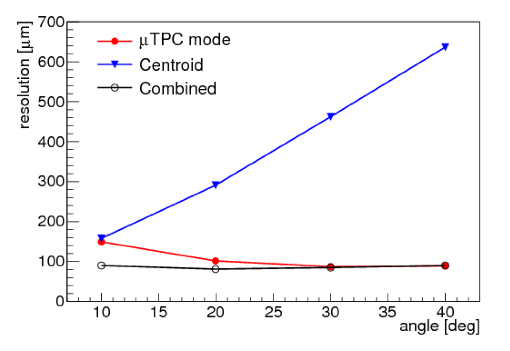 700
600
500
400
300
200
100
0
resolution [μm]
μTPC mode
Centroid
Combined
10 15 20 25 30 35 40
angle [deg]